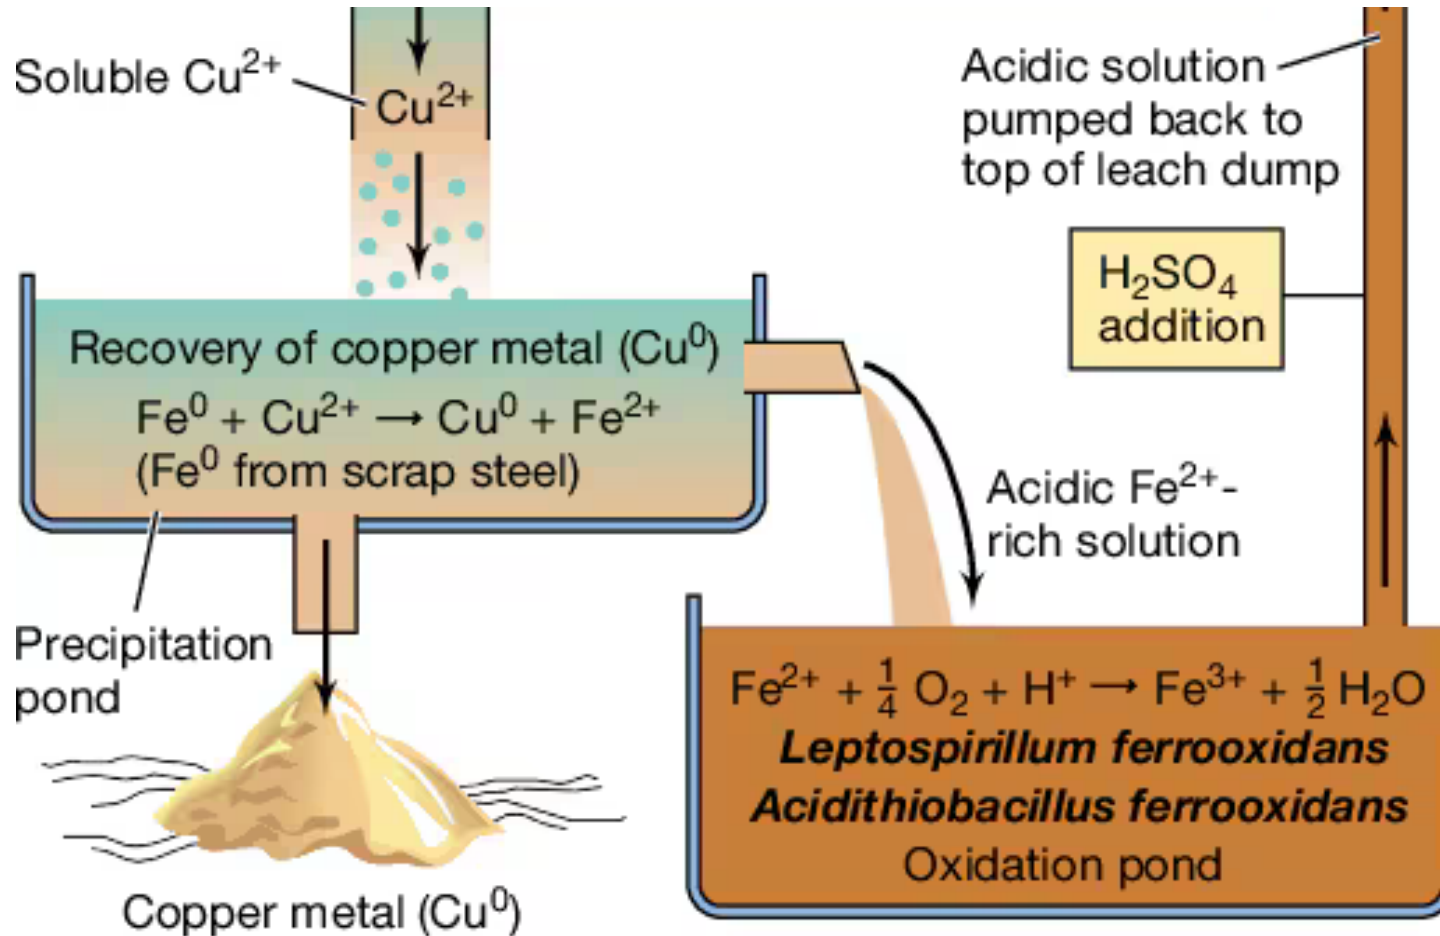 Soluble Cu²⁺
Cu²⁺
Acidic solution
pumped back to
top of leach dump
H₂SO₄
addition
Recovery of copper metal (Cu⁰)
Fe⁰ + Cu²⁺ → Cu⁰ + Fe²⁺
(Fe⁰ from scrap steel)
Acidic Fe²⁺-
rich solution
Precipitation
pond
Fe²⁺ + 1/4 O₂ + H⁺ → Fe³⁺ + 1/2 H₂O
Leptospirillum ferrooxidans
Acidithiobacillus ferrooxidans
Oxidation pond
Copper metal (Cu⁰)